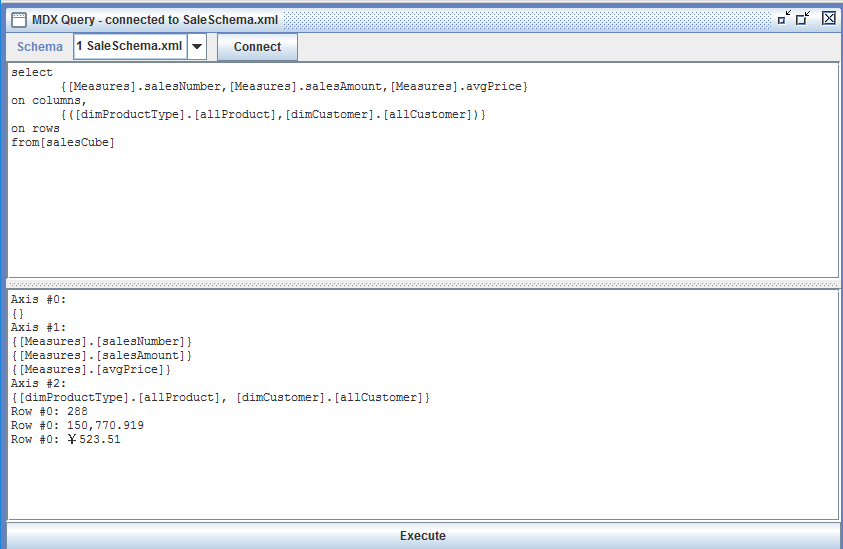 MDX Query - connected to SaleSchema.xml
Schema 1 SaleSchema.xml Connect
select
{[Measures].salesNumber,[Measures].salesAmount,[Measures].avgPrice}
on columns,
{([dimProductType].[allProduct],[dimCustomer].[allCustomer])}
on rows
from[salesCube]
Axis #0:
{}
Axis #1:
{[Measures].[salesNumber]}
{[Measures].[salesAmount]}
{[Measures].[avgPrice]}
Axis #2:
{[dimProductType].[allProduct], [dimCustomer].[allCustomer]}
Row #0: 288
Row #0: 150,770.919
Row #0: ￥523.51
Execute